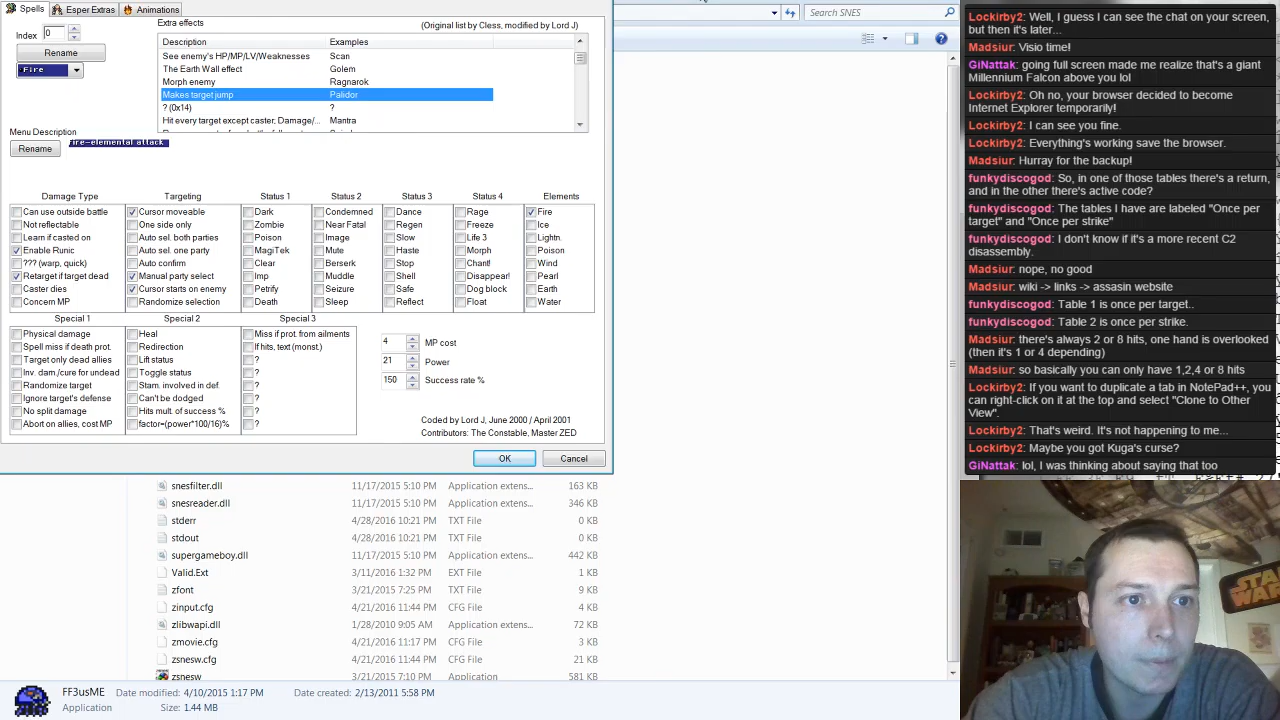 Spells Esper Extras Animations
Index 0
Rename
Fire
Menu Description
Rename Fire-elemental attack
Extra effects (Original list by Cless, modified by Lord J)
Description Examples
See enemy's HP/MP/LV/Weaknesses Scan
The Earth Wall effect Golem
Morph enemy Ragnarok
Makes target jump Palidor
? (0x14) ?
Hit every target except caster, Damage/... Mantra
Damage Type Targeting Status 1 Status 2 Status 3 Status 4 Elements
Can use outside battle Cursor moveable Dark Condemned Dance Rage Fire
Not reflectable One side only Zombie Near Fatal Regen Freeze Ice
Learn if casted on Auto sel. both parties Poison Image Slow Life 3 Lightn.
Enable Runic Auto sel. one party MagiTek Mute Haste Morph Poison
??? (warp, quick) Auto confirm Clear Berserk Stop Chant! Wind
Retarget if target dead Manual party select Imp Muddle Shell Disappear! Pearl
Caster dies Cursor starts on enemy Petrify Seizure Safe Dog block Earth
Concern MP Randomize selection Death Sleep Reflect Float Water
Special 1 Special 2 Special 3
Physical damage Heal Miss if prot. from ailments
Spell miss if death prot. Redirection If hits, text (monst.)
Target only dead allies Lift status ?
Inv. dam./cure for undead Toggle status ?
Randomize target Stam. involved in def. ?
Ignore target's defense Can't be dodged ?
No split damage Hits mult. of success % ?
Abort on allies, cost MP factor=(power*100/16)% ?
4 MP cost
21 Power
150 Success rate %
Coded by Lord J, June 2000 / April 2001
Contributors: The Constable, Master ZED
OK Cancel
Search SNES
snesfilter.dll 11/17/2015 5:10 PM Application extens... 163 KB
snesreader.dll 11/17/2015 5:10 PM Application extens... 346 KB
stderr 4/28/2016 10:21 PM TXT File 0 KB
stdout 4/28/2016 10:21 PM TXT File 0 KB
supergameboy.dll 11/17/2015 5:10 PM Application extens... 442 KB
Valid.Ext 3/11/2016 1:32 PM EXT File 1 KB
zfont 3/21/2015 7:25 PM File 9 KB
zinput.cfg 4/21/2016 11:44 PM CFG File 4 KB
zlibwapi.dll 1/28/2010 9:05 AM Application extens... 72 KB
zmovie.cfg 4/21/2016 11:17 PM CFG File 4 KB
zsnesw.cfg 4/21/2016 11:44 PM CFG File 21 KB
zsnesw 3/21/2015 7:10 PM Application 581 KB
FF3usME Date modified: 4/10/2015 1:17 PM Date created: 2/13/2011 5:58 PM
Application Size: 1.44 MB
Lockirby2: Well, I guess I can see the chat on your screen,
but then it's later...
Madsiur: Visio time!
GiNattak: going full screen made me realize that's a giant
Millennium Falcon above you lol
Lockirby2: Oh no, your browser decided to become
Internet Explorer temporarily!
Lockirby2: I can see you fine.
Lockirby2: Everything's working save the browser.
Madsiur: Hurray for the backup!
funkydiscogod: So, in one of those tables there's a return,
and in the other there's active code?
funkydiscogod: The tables I have are labeled "Once per
target" and "Once per strike"
funkydiscogod: I don't know if it's a more recent C2
disassembly.
Madsiur: nope, no good
Madsiur: wiki -> links -> assasin website
funkydiscogod: Table 1 is once per target..
funkydiscogod: Table 2 is once per strike.
Madsiur: there's always 2 or 8 hits, one hand is overlooked
(then it's 1 or 4 depending)
Madsiur: so basically you can only have 1,2,4 or 8 hits
Lockirby2: If you want to duplicate a tab in NotePad++, you
can right-click on it at the top and select "Clone to Other
View".
Lockirby2: That's weird. It's not happening to me...
Lockirby2: Maybe you got Kuga's curse?
GiNattak: lol, I was thinking about saying that too
STAR
WARS